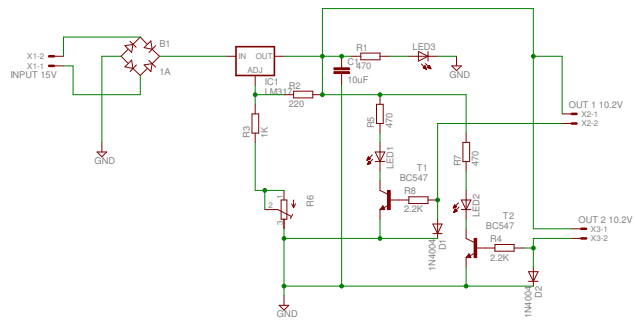 X1-2
X1-1
INPUT 15V
B1
1A
GND
IN
OUT
ADJ
IC1
LM317
R2
220
R3
1K
1
2
3
R6
C1
10uF
R1
470
LED3
GND
R5
470
LED1
T1
BC547
R8
2.2K
1N4004
D1
R7
470
LED2
T2
BC547
R4
2.2K
1N4004
D2
OUT 1 10.2V
X2-1
X2-2
OUT 2 10.2V
X3-1
X3-2
GND